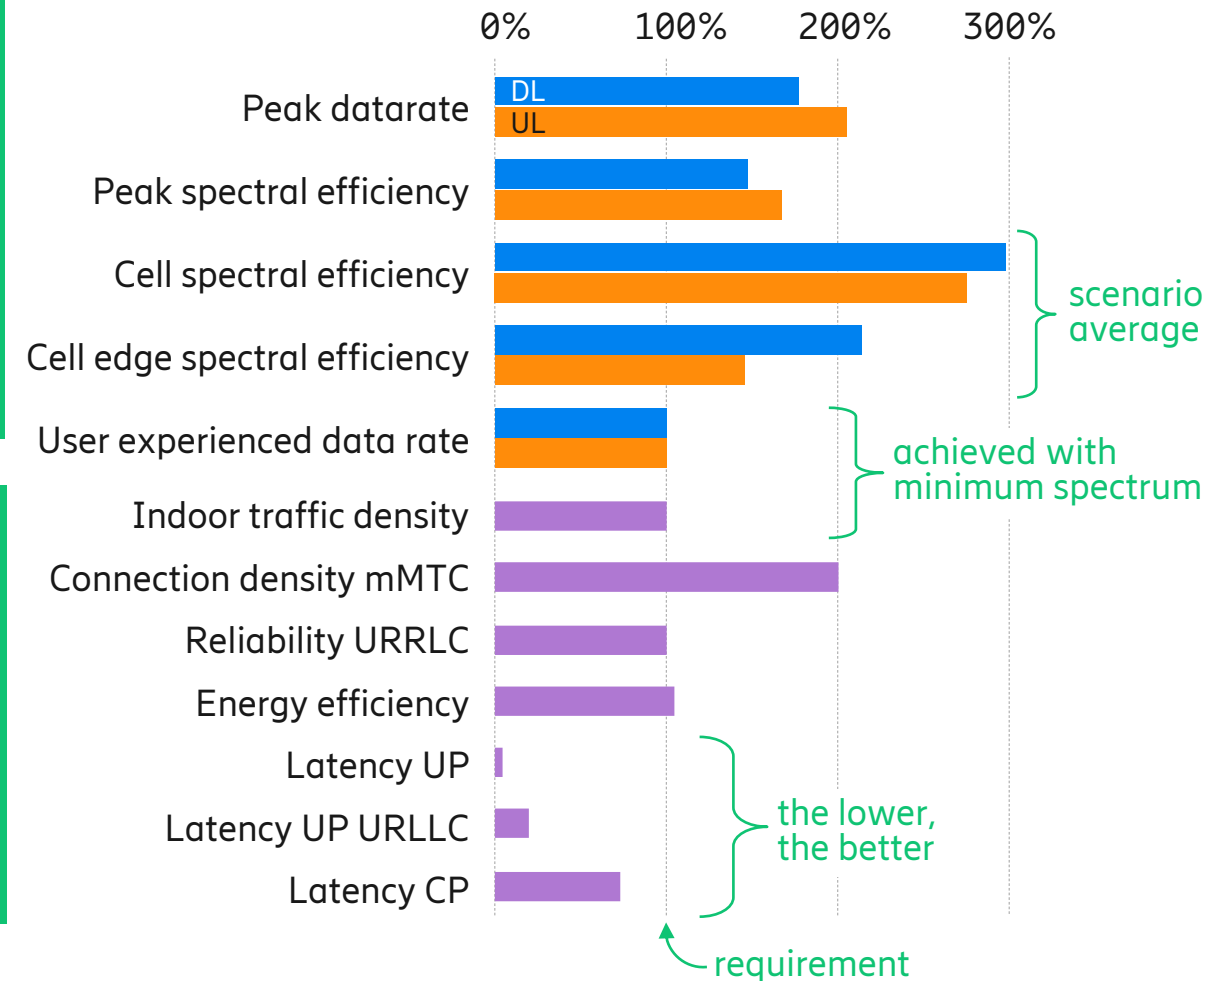 0% 100% 200% 300%
Peak datarate
DL
UL
Peak spectral efficiency
Cell spectral efficiency
scenario
average
Cell edge spectral efficiency
User experienced data rate
achieved with
minimum spectrum
Indoor traffic density
Connection density mMTC
Reliability URRLC
Energy efficiency
Latency UP
Latency UP URLLC
the lower,
the better
Latency CP
requirement